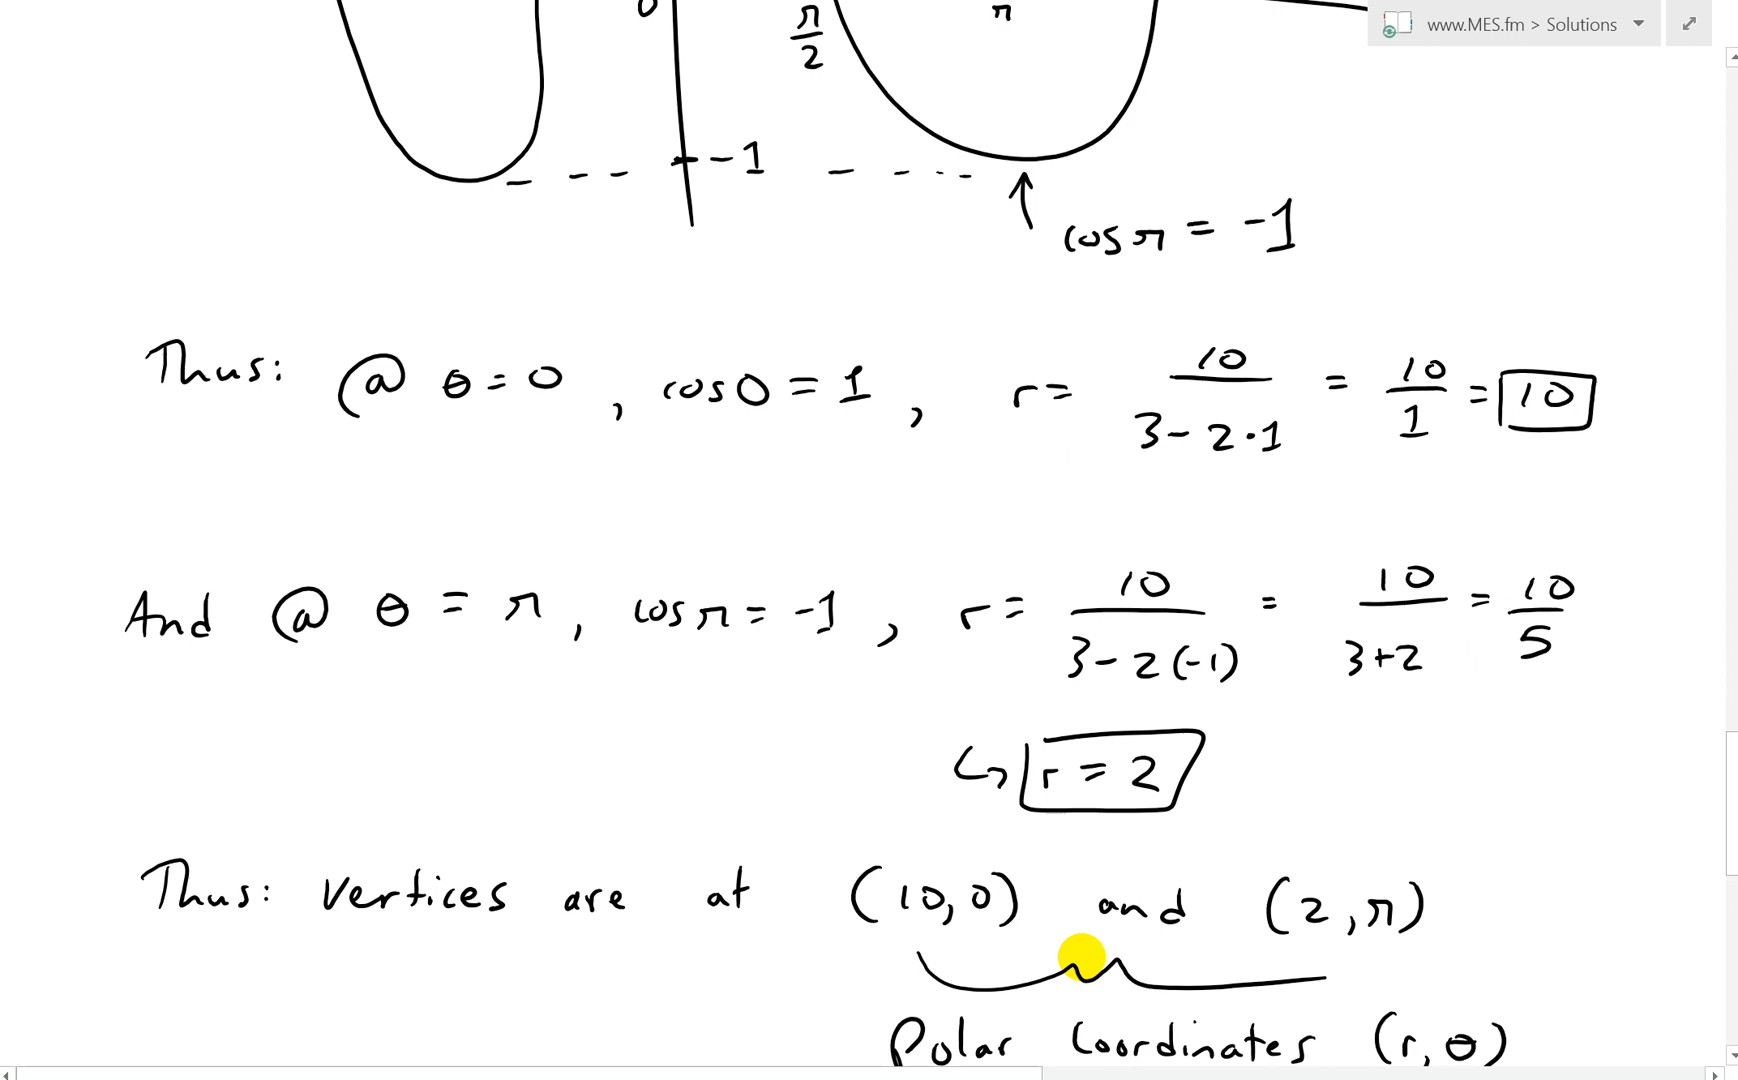 www.MES.fm > Solutions
0
π/2
π
-1
cos π = -1
Thus: @ θ = 0, cos 0 = 1, r = 10/(3 - 2·1) = 10/1 = 10
And @ θ = π, cos π = -1, r = 10/(3 - 2(-1)) = 10/(3+2) = 10/5
↳ r = 2
Thus: vertices are at (10,0) and (2,π)
Polar Coordinates (r,θ)